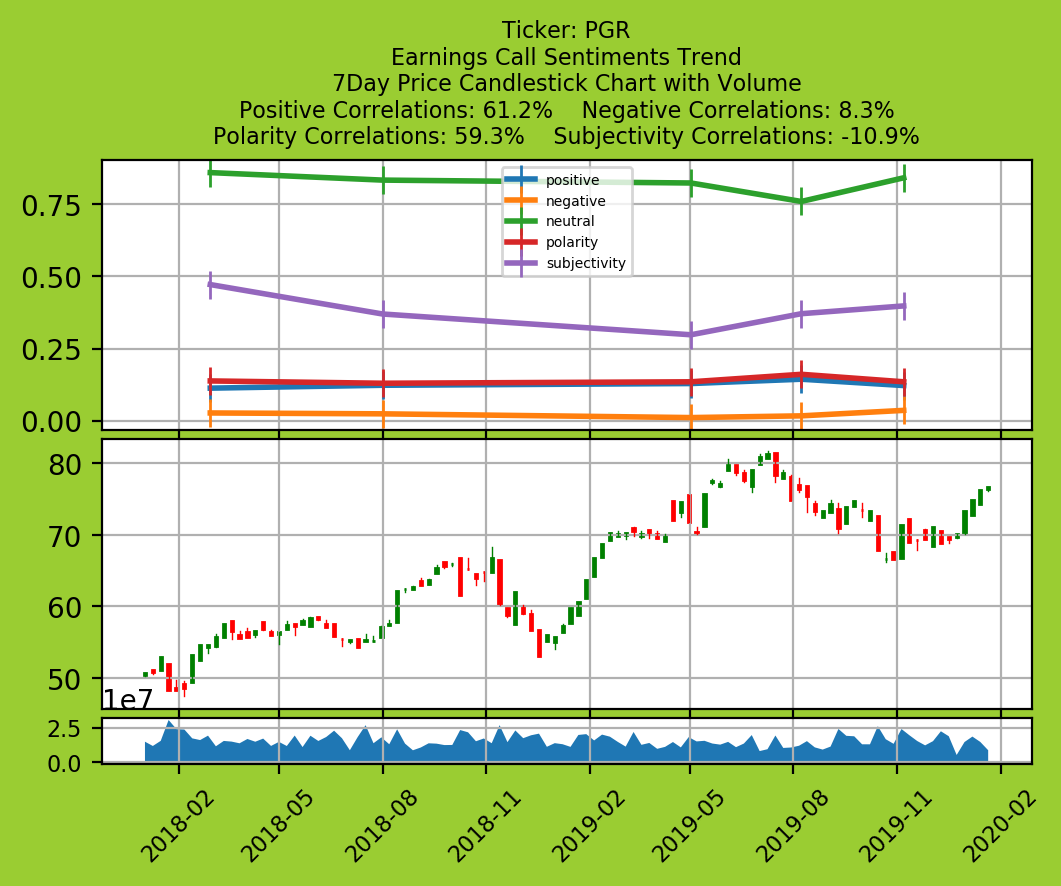 Ticker: PGR
Earnings Call Sentiments Trend
7Day Price Candlestick Chart with Volume
Positive Correlations: 61.2%    Negative Correlations: 8.3%
Polarity Correlations: 59.3%    Subjectivity Correlations: -10.9%
positive
negative
neutral
polarity
subjectivity
0.75
0.50
0.25
0.00
80
70
60
50
1e7
2.5
0.0
2018-02
2018-05
2018-08
2018-11
2019-02
2019-05
2019-08
2019-11
2020-02